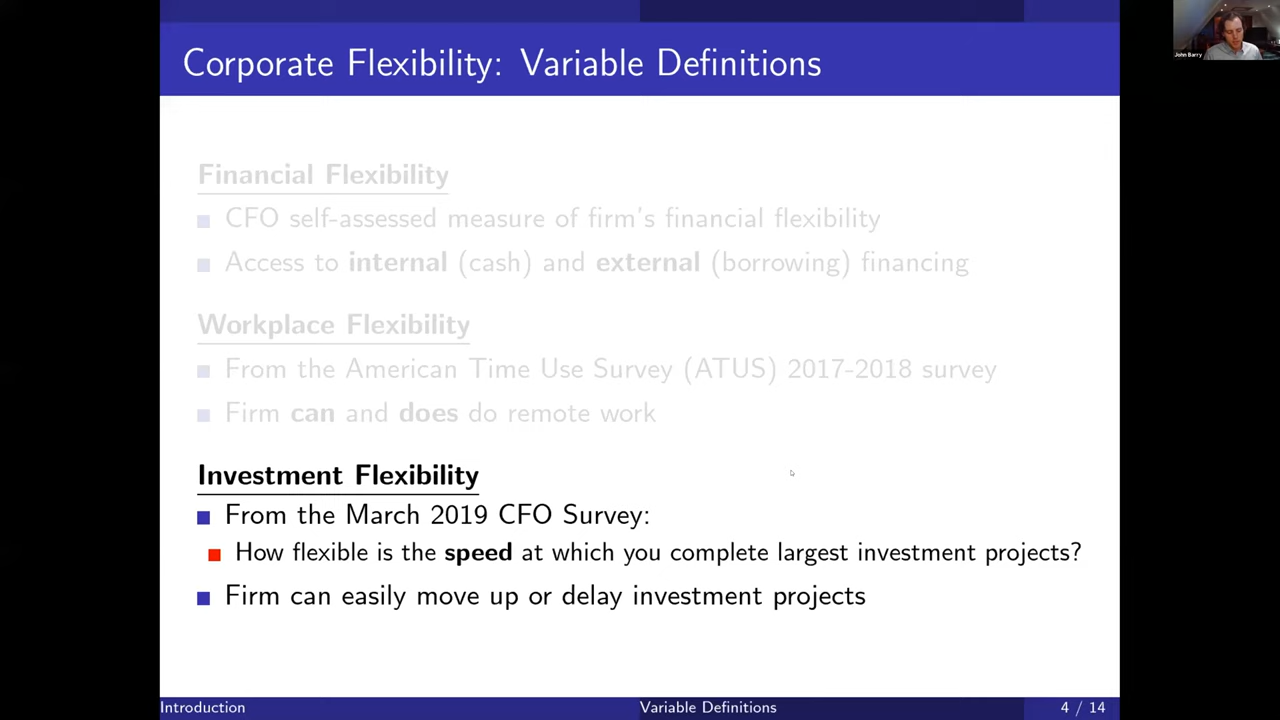 Corporate Flexibility: Variable Definitions
John Barry
Financial Flexibility
CFO self-assessed measure of firm's financial flexibility
Access to internal (cash) and external (borrowing) financing
Workplace Flexibility
From the American Time Use Survey (ATUS) 2017-2018 survey
Firm can and does do remote work
Investment Flexibility
From the March 2019 CFO Survey:
How flexible is the speed at which you complete largest investment projects?
Firm can easily move up or delay investment projects
Introduction
Variable Definitions
4 / 14